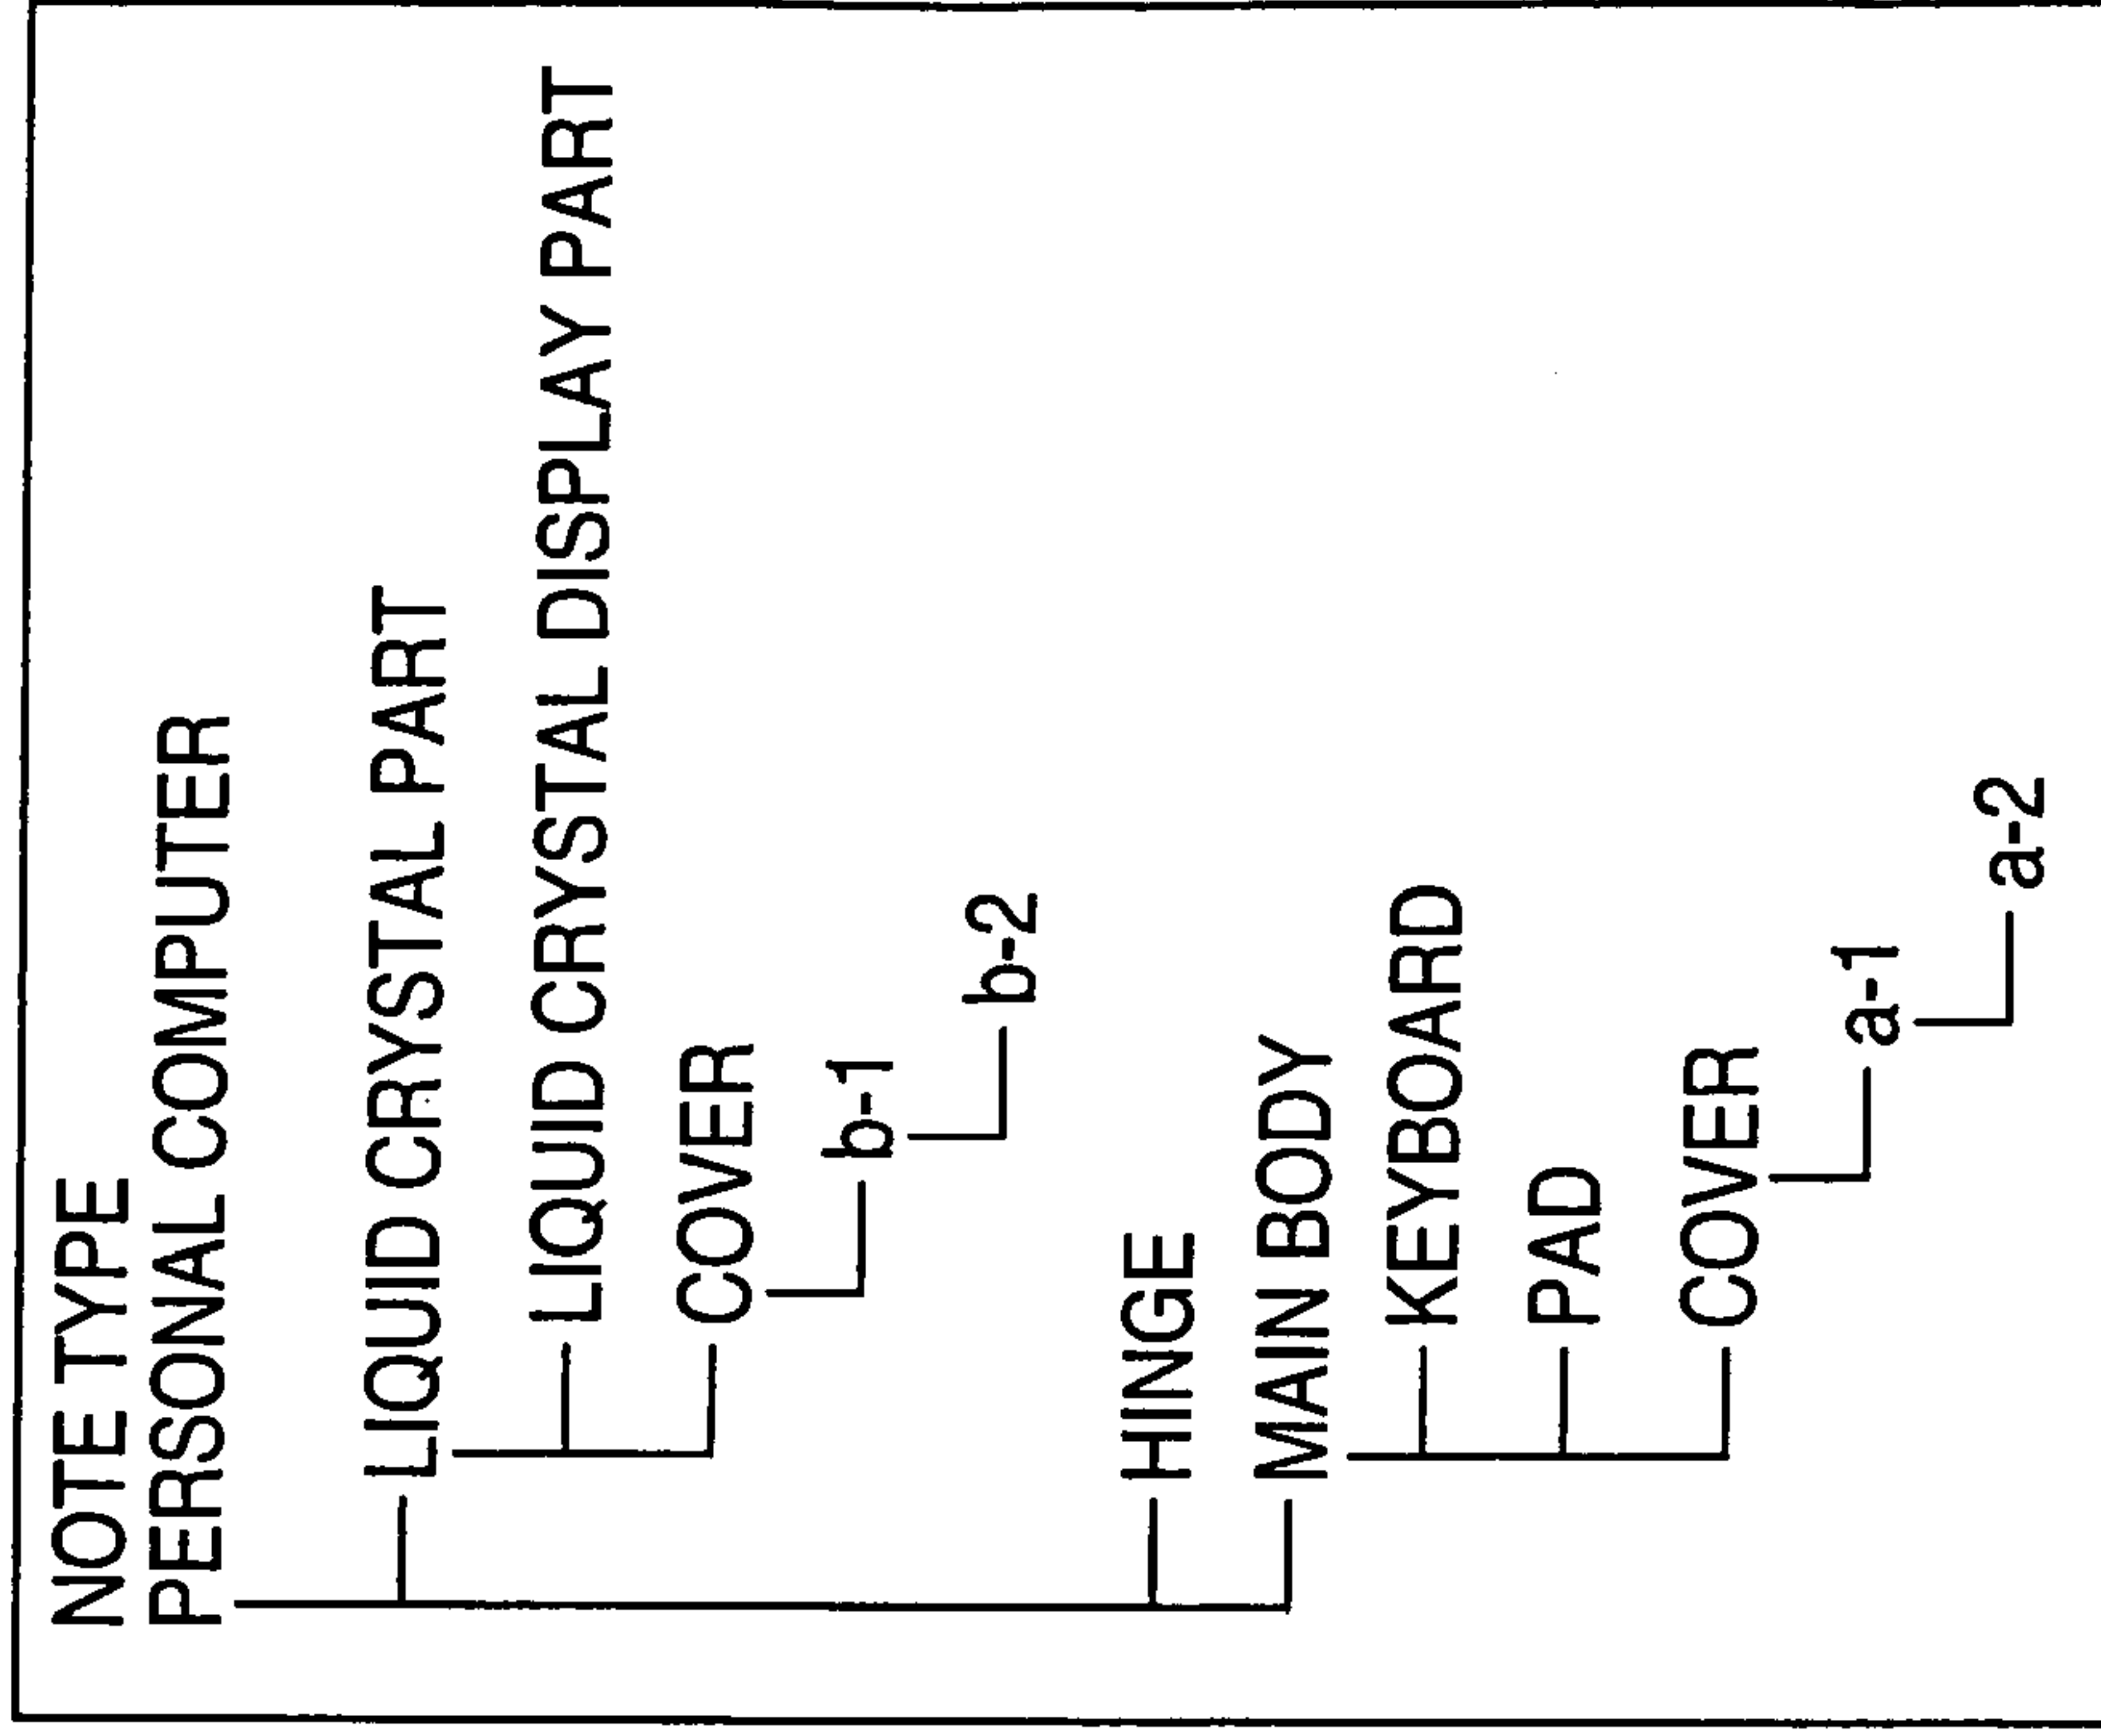 NOTE TYPE
PERSONAL COMPUTER
LIQUID CRYSTAL PART
LIQUID CRYSTAL DISPLAY PART
COVER
b-1
b-2
HINGE
MAIN BODY
KEYBOARD
PAD
COVER
a-1
a-2